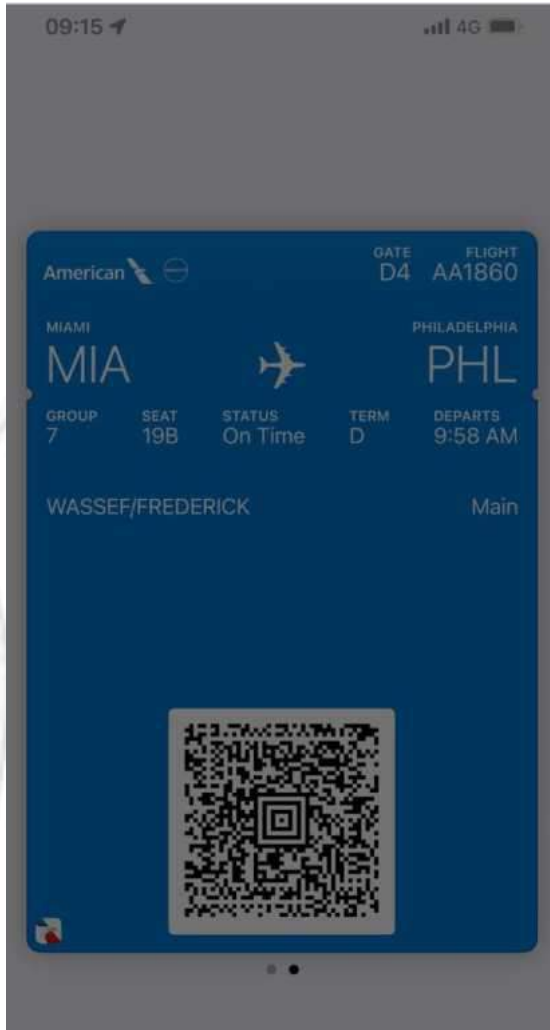 09:15 4G
American
GATE FLIGHT
D4 AA1860
MIAMI PHILADELPHIA
MIA PHL
GROUP SEAT STATUS TERM DEPARTS
7 19B On Time D 9:58 AM
WASSEF/FREDERICK Main